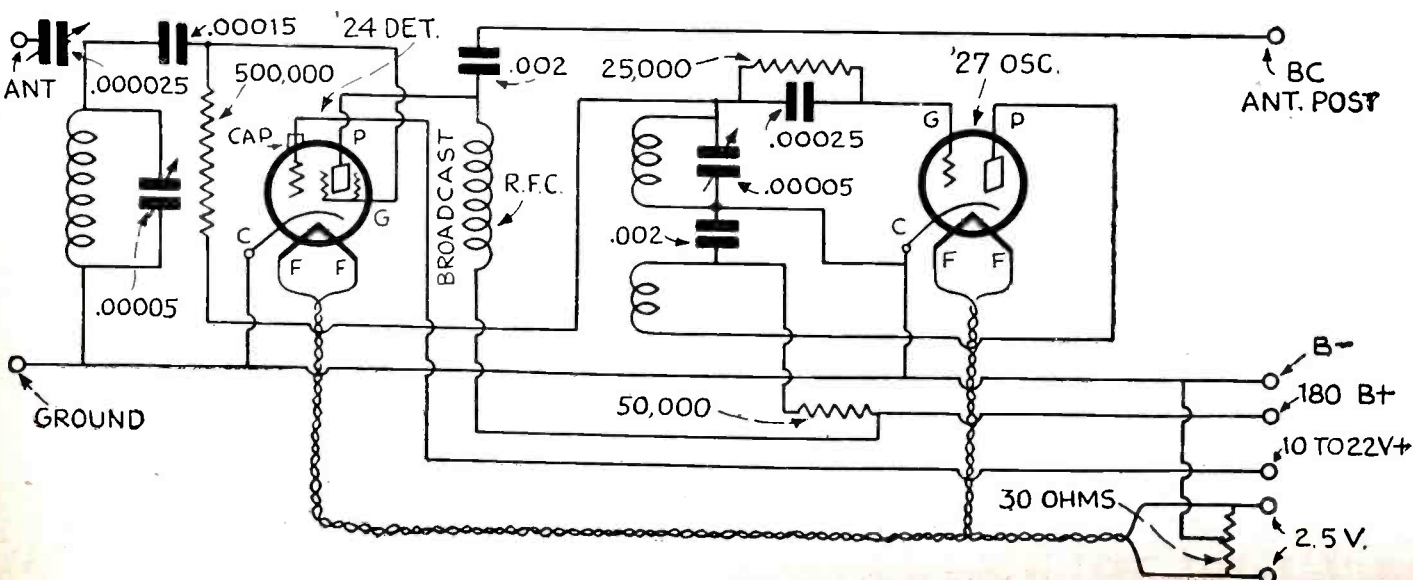 .00015
'24 DET.
ANT
.000025
500,000
.002
25,000
'27 OSC.
BC
ANT. POST
CAP
P
G
P
.00025
BROADCAST
R.F.C.
.00005
G
C
F F
.002
C
F F
.00005
GROUND
B-
50,000
180 B+
10 TO 22V+
30 OHMS
2.5 V.